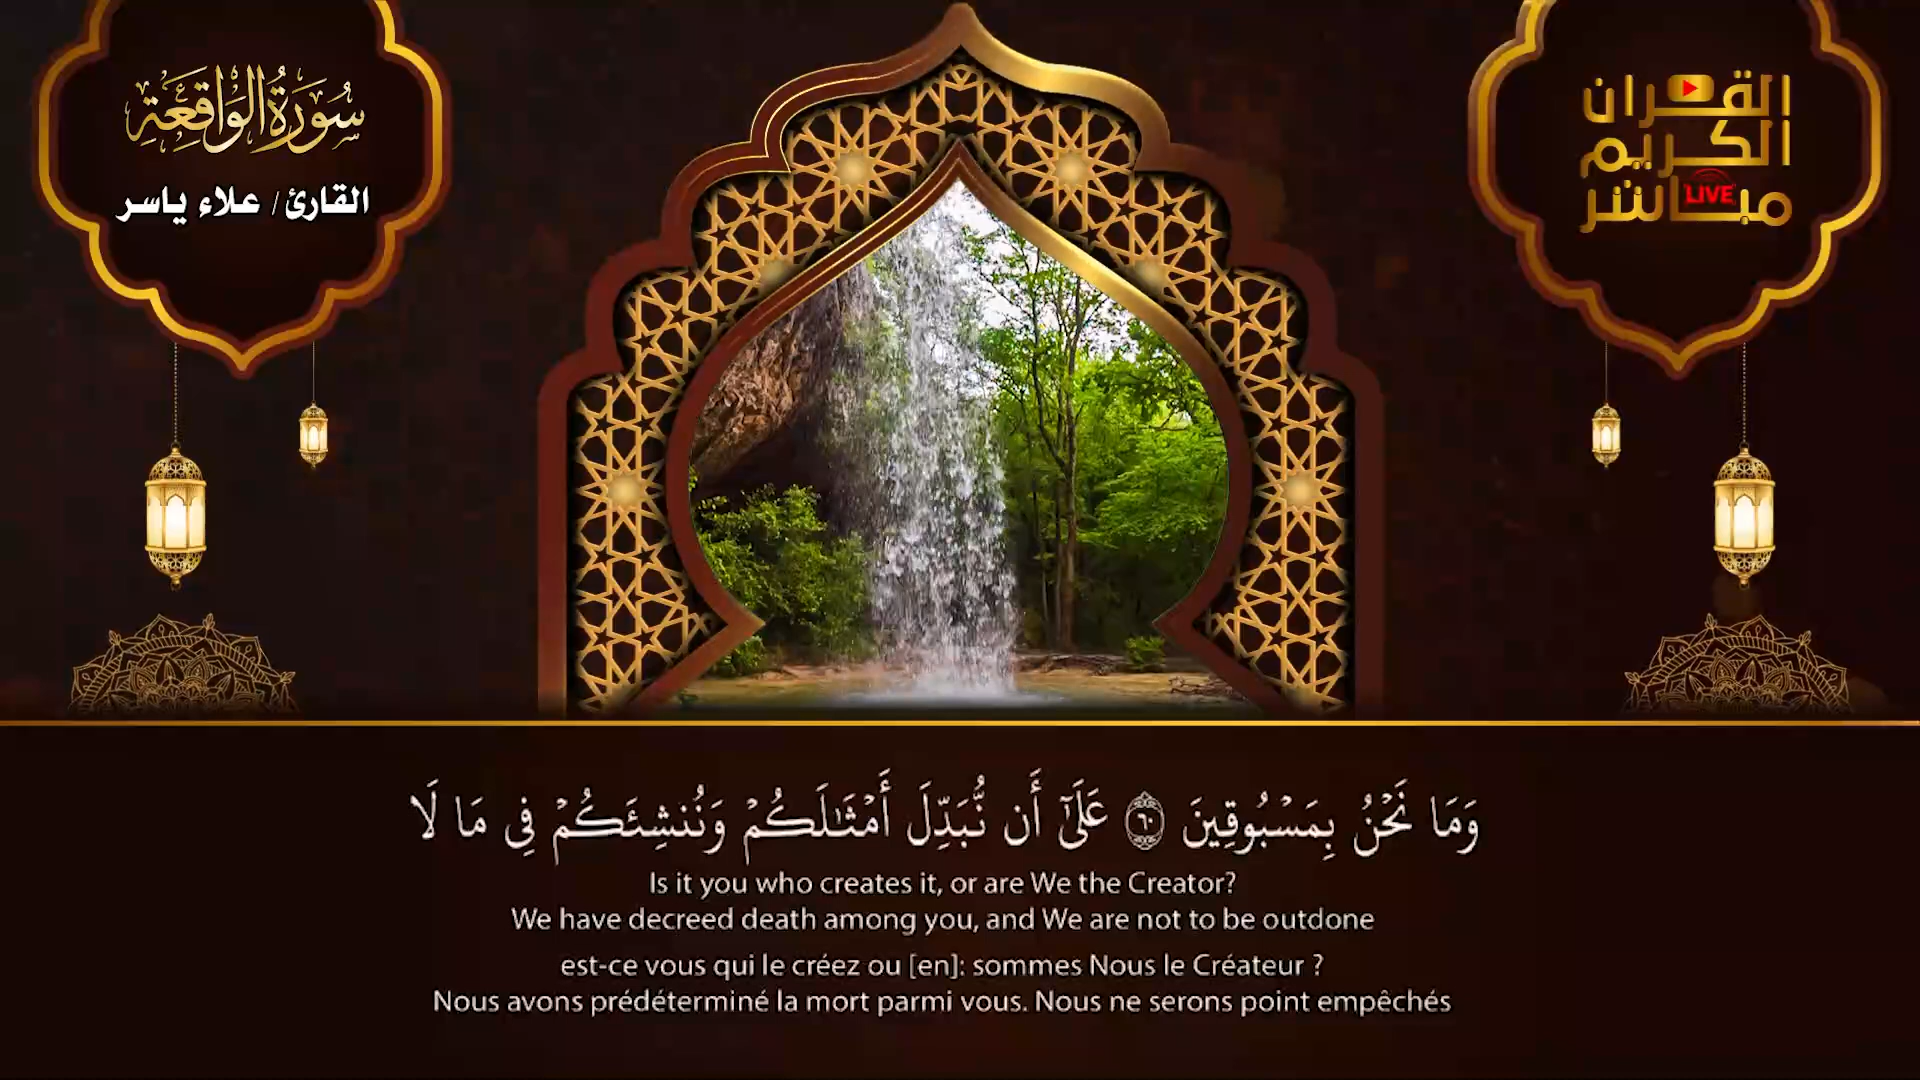 سُورَةُ الوَاقِعَة
القارئ / علاء ياسر
القران
الكريم
مباشر
LIVE
وَمَا نَحۡنُ بِمَسۡبُوقِينَ ٦٠ عَلَىٰٓ أَن نُّبَدِّلَ أَمۡثَٰلَكُمۡ وَنُنشِئَكُمۡ فِي مَا لَا
Is it you who creates it, or are We the Creator?
We have decreed death among you, and We are not to be outdone
est-ce vous qui le créez ou [en]: sommes Nous le Créateur ?
Nous avons prédéterminé la mort parmi vous. Nous ne serons point empêchés